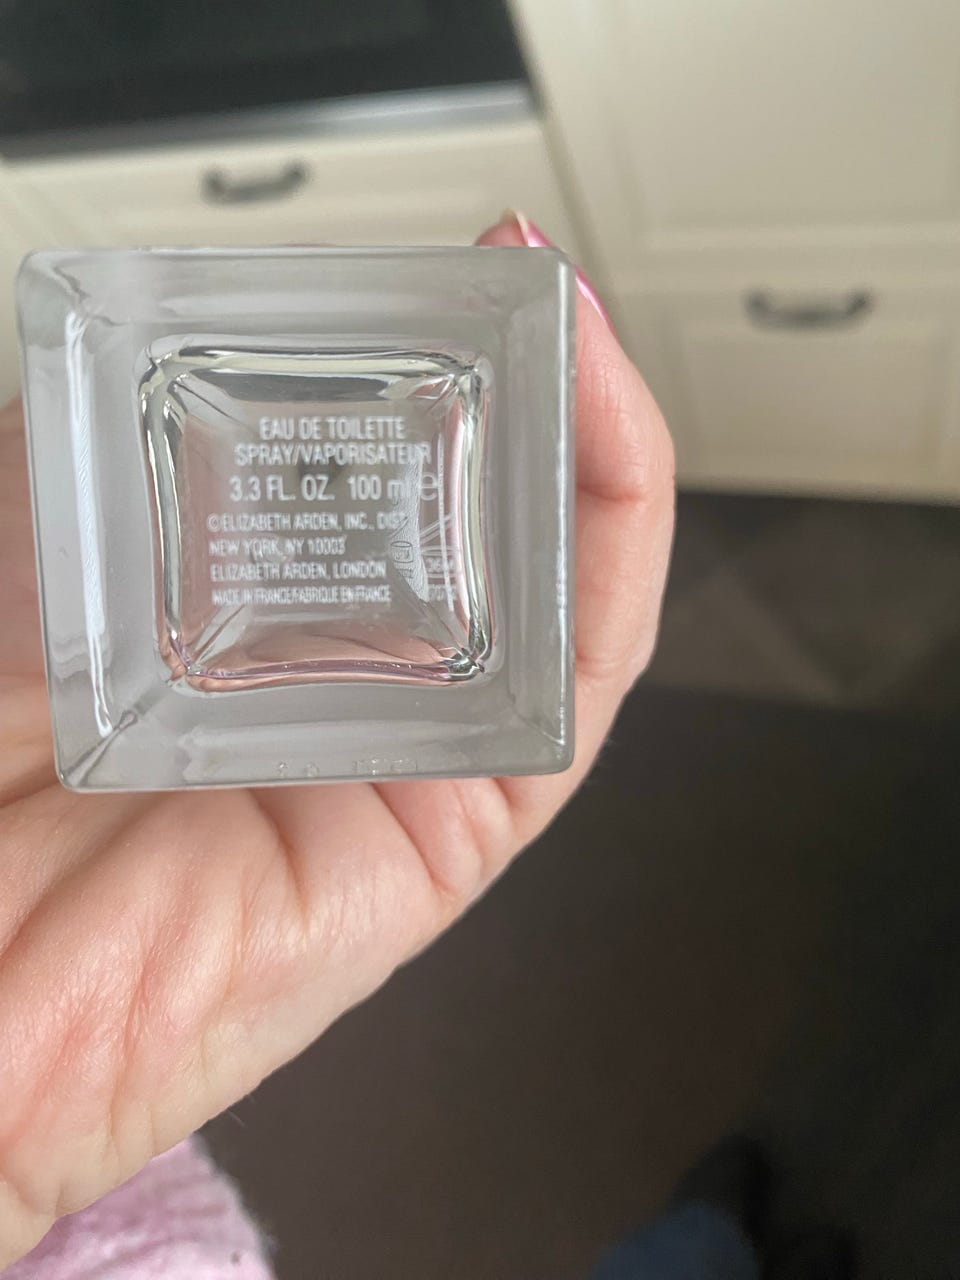 EAU DE TOILETTE
SPRAY/VAPORISATEUR
3.3 FL. OZ. 100 ml e
©ELIZABETH ARDEN, INC., DIST.
NEW YORK, NY 10003
ELIZABETH ARDEN, LONDON
MADE IN FRANCE/FABRIQUÉ EN FRANCE